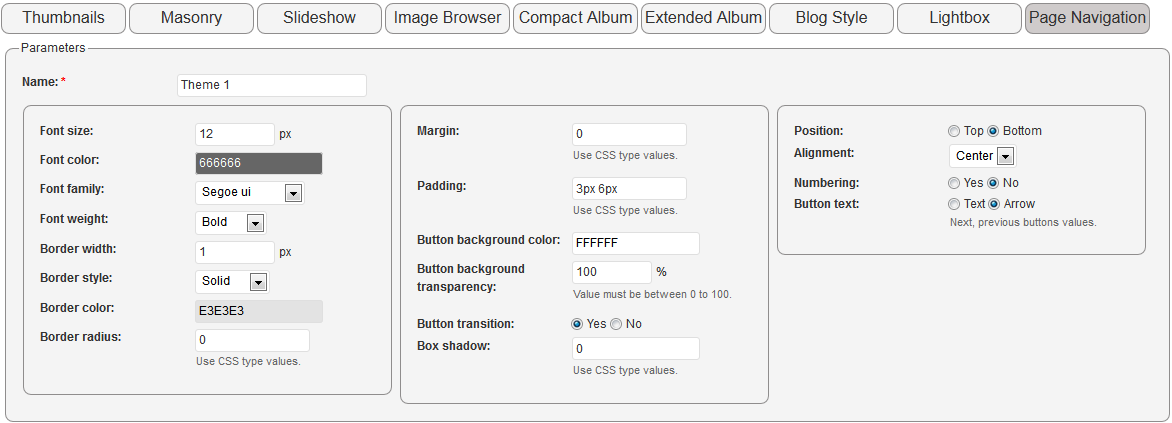 Thumbnails Masonry Slideshow Image Browser Compact Album Extended Album Blog Style Lightbox Page Navigation
Parameters
Name: * Theme 1
Font size: 12 px
Font color: 666666
Font family: Segoe ui
Font weight: Bold
Border width: 1 px
Border style: Solid
Border color: E3E3E3
Border radius: 0
Use CSS type values.
Margin: 0
Use CSS type values.
Padding: 3px 6px
Use CSS type values.
Button background color: FFFFFF
Button background transparency: 100 %
Value must be between 0 to 100.
Button transition: Yes No
Box shadow: 0
Use CSS type values.
Position: Top Bottom
Alignment: Center
Numbering: Yes No
Button text: Text Arrow
Next, previous buttons values.